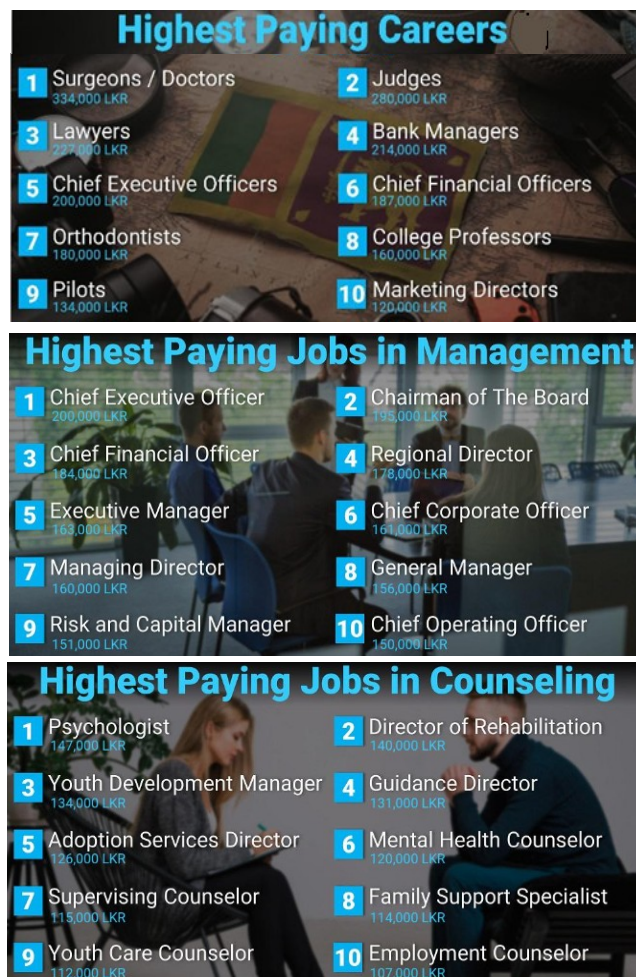 Highest Paying Careers
1 Surgeons / Doctors
334,000 LKR
2 Judges
280,000 LKR
3 Lawyers
227,000 LKR
4 Bank Managers
214,000 LKR
5 Chief Executive Officers
200,000 LKR
6 Chief Financial Officers
187,000 LKR
7 Orthodontists
180,000 LKR
8 College Professors
160,000 LKR
9 Pilots
134,000 LKR
10 Marketing Directors
120,000 LKR
Highest Paying Jobs in Management
1 Chief Executive Officer
200,000 LKR
2 Chairman of The Board
195,000 LKR
3 Chief Financial Officer
184,000 LKR
4 Regional Director
178,000 LKR
5 Executive Manager
163,000 LKR
6 Chief Corporate Officer
161,000 LKR
7 Managing Director
160,000 LKR
8 General Manager
156,000 LKR
9 Risk and Capital Manager
151,000 LKR
10 Chief Operating Officer
150,000 LKR
Highest Paying Jobs in Counseling
1 Psychologist
147,000 LKR
2 Director of Rehabilitation
140,000 LKR
3 Youth Development Manager
134,000 LKR
4 Guidance Director
131,000 LKR
5 Adoption Services Director
126,000 LKR
6 Mental Health Counselor
120,000 LKR
7 Supervising Counselor
115,000 LKR
8 Family Support Specialist
114,000 LKR
9 Youth Care Counselor
112,000 LKR
10 Employment Counselor
107,000 LKR